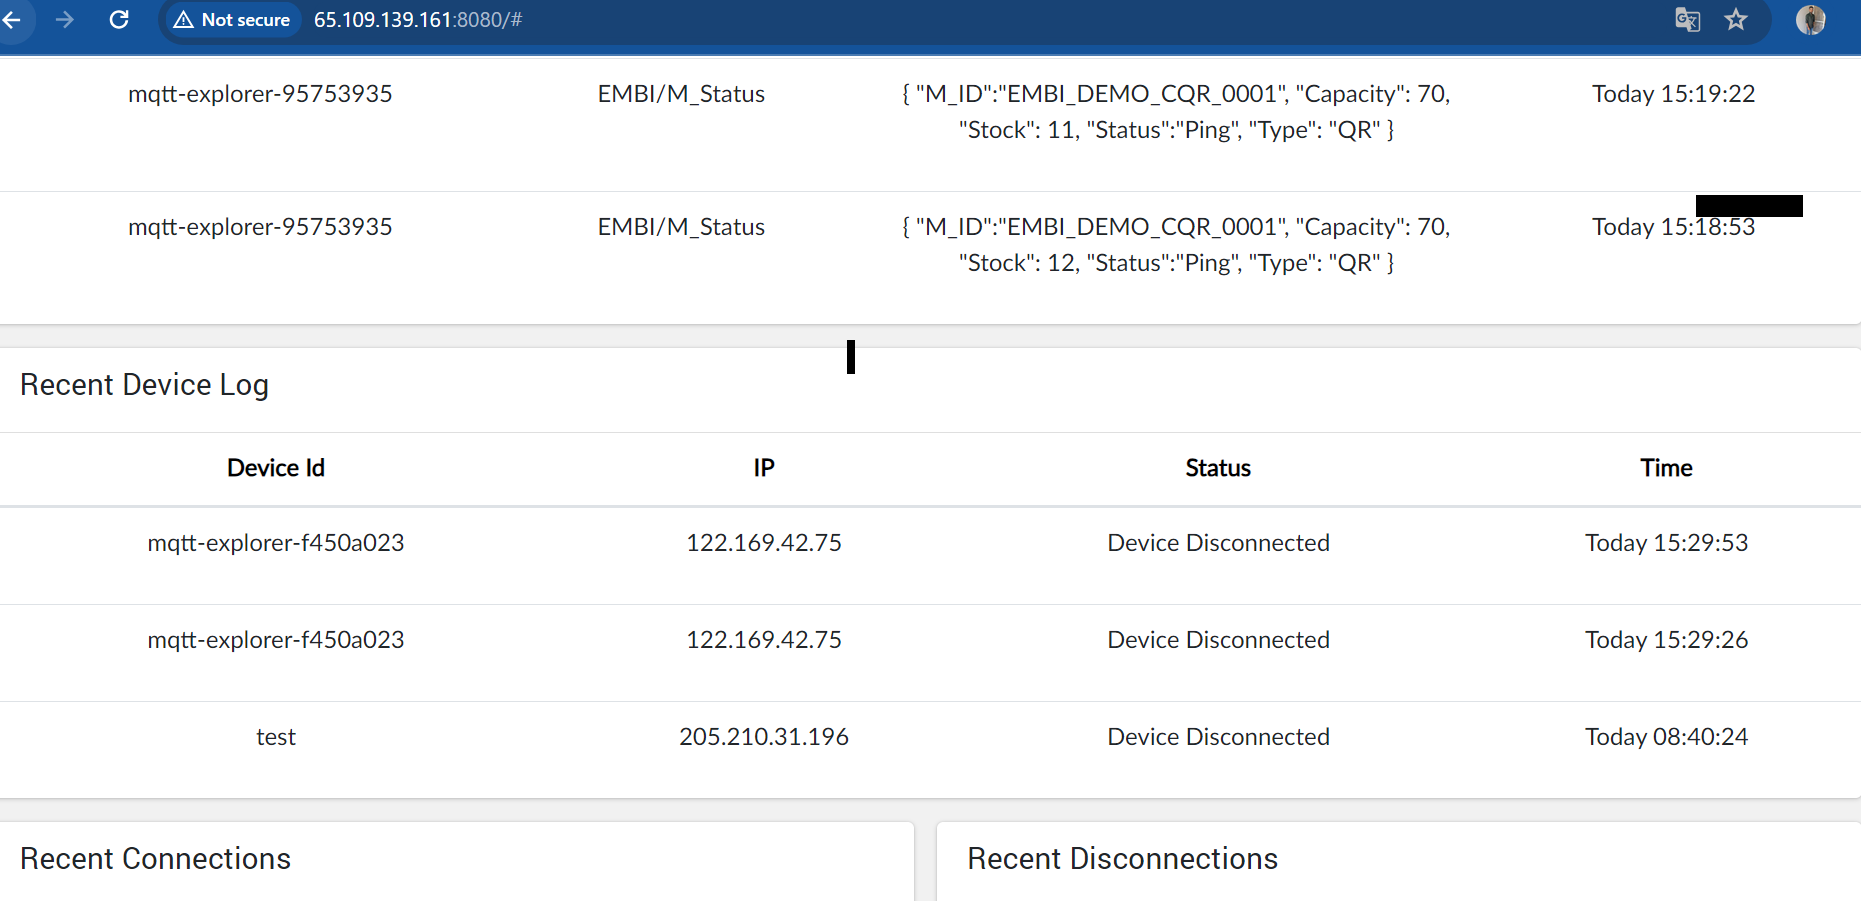 Not secure 65.109.139.161:8080/#
mqtt-explorer-95753935 EMBI/M_Status { "M_ID":"EMBI_DEMO_CQR_0001", "Capacity": 70, Today 15:19:22
"Stock": 11, "Status":"Ping", "Type": "QR" }
mqtt-explorer-95753935 EMBI/M_Status { "M_ID":"EMBI_DEMO_CQR_0001", "Capacity": 70, Today 15:18:53
"Stock": 12, "Status":"Ping", "Type": "QR" }
Recent Device Log
Device Id IP Status Time
mqtt-explorer-f450a023 122.169.42.75 Device Disconnected Today 15:29:53
mqtt-explorer-f450a023 122.169.42.75 Device Disconnected Today 15:29:26
test 205.210.31.196 Device Disconnected Today 08:40:24
Recent Connections Recent Disconnections